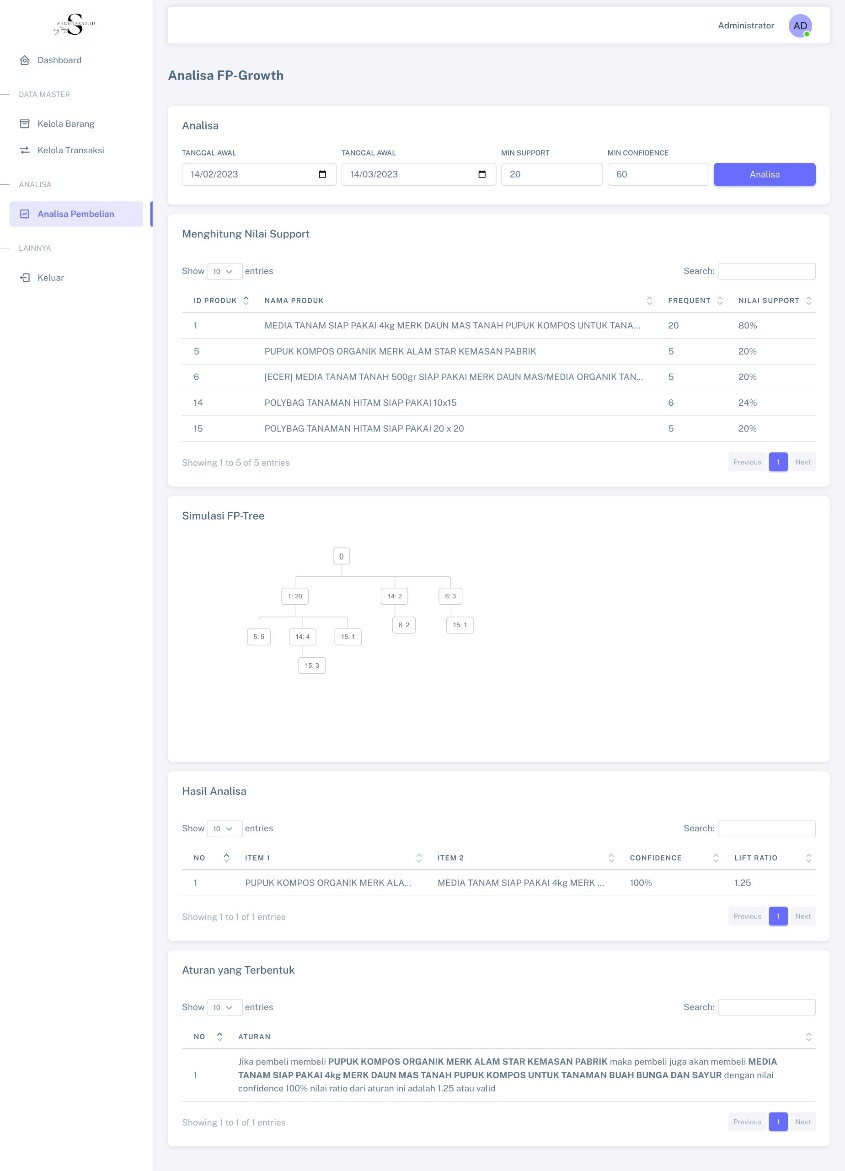 S
Dashboard
DATA MASTER
Kelola Barang
Kelola Transaksi
ANALISA
Analisa Pembelian
LAINNYA
Keluar
Administrator
AD
Analisa FP-Growth
Analisa
TANGGAL AWAL TANGGAL AWAL MIN SUPPORT MIN CONFIDENCE
14/02/2023 14/03/2023 20 60 Analisa
Menghitung Nilai Support
Show 10 entries Search:
ID PRODUK NAMA PRODUK FREQUENT NILAI SUPPORT
1 MEDIA TANAM SIAP PAKAI 4kg MERK DAUN MAS TANAH PUPUK KOMPOS UNTUK TANA... 20 80%
5 PUPUK KOMPOS ORGANIK MERK ALAM STAR KEMASAN PABRIK 5 20%
6 [ECER] MEDIA TANAM TANAH 500gr SIAP PAKAI MERK DAUN MAS/MEDIA ORGANIK TAN... 5 20%
14 POLYBAG TANAMAN HITAM SIAP PAKAI 10x15 6 24%
15 POLYBAG TANAMAN HITAM SIAP PAKAI 20 x 20 5 20%
Showing 1 to 5 of 5 entries Previous 1 Next
Simulasi FP-Tree
1: 20 14: 2 6: 3
5: 5 14: 4 15: 1 6: 2 15: 1
15: 3
Hasil Analisa
Show 10 entries Search:
NO ITEM 1 ITEM 2 CONFIDENCE LIFT RATIO
1 PUPUK KOMPOS ORGANIK MERK ALA... MEDIA TANAM SIAP PAKAI 4kg MERK ... 100% 1.25
Showing 1 to 1 of 1 entries Previous 1 Next
Aturan yang Terbentuk
Show 10 entries Search:
NO ATURAN
1 Jika pembeli membeli PUPUK KOMPOS ORGANIK MERK ALAM STAR KEMASAN PABRIK maka pembeli juga akan membeli MEDIA
TANAM SIAP PAKAI 4kg MERK DAUN MAS TANAH PUPUK KOMPOS UNTUK TANAMAN BUAH BUNGA DAN SAYUR dengan nilai
confidence 100% nilai ratio dari aturan ini adalah 1.25 atau valid
Showing 1 to 1 of 1 entries Previous 1 Next